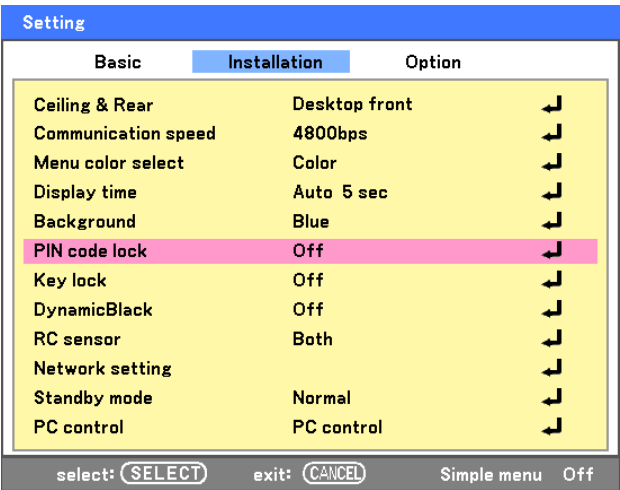 Setting
Basic Installation Option
Ceiling & Rear Desktop front
Communication speed 4800bps
Menu color select Color
Display time Auto 5 sec
Background Blue
PIN code lock Off
Key lock Off
DynamicBlack Off
RC sensor Both
Network setting
Standby mode Normal
PC control PC control
select: SELECT exit: CANCEL Simple menu Off